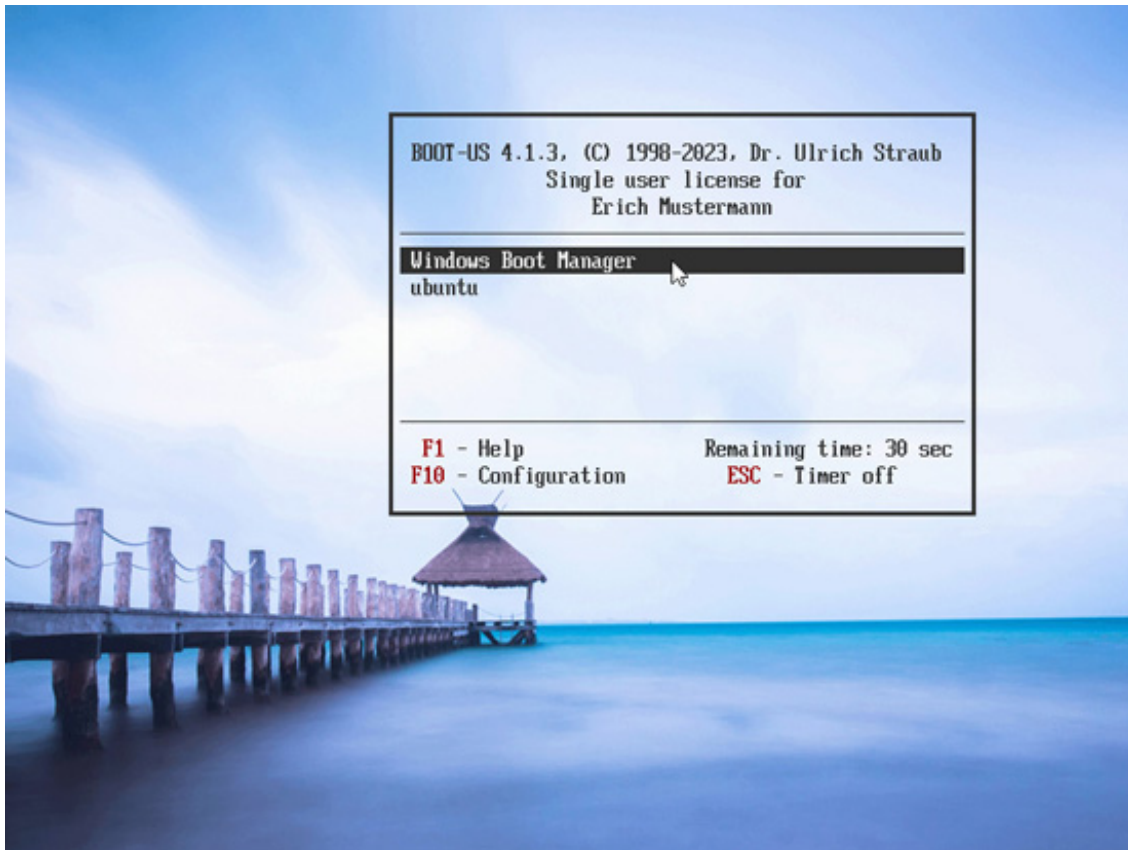 BOOT-US 4.1.3, (C) 1998-2023, Dr. Ulrich Straub
Single user license for
Erich Mustermann
Windows Boot Manager
ubuntu
F1 - Help
Remaining time: 30 sec
F10 - Configuration
ESC - Timer off